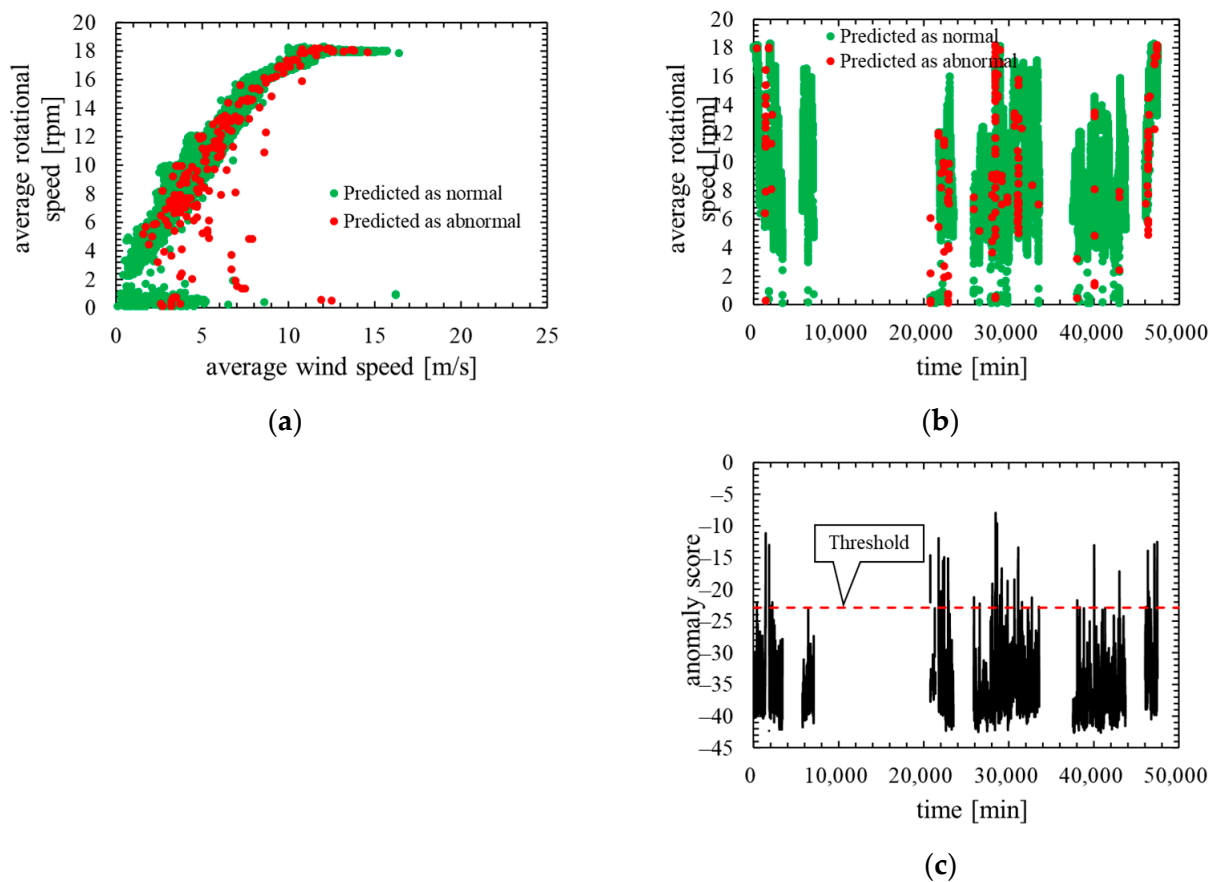 average rotational
speed [rpm]
20
18
16
14
12
10
8
6
4
2
0
Predicted as normal
Predicted as abnormal
0 5 10 15 20 25
average wind speed [m/s]
(a)
average rotational
speed [rpm]
20
18
16
14
12
10
8
6
4
2
0
Predicted as normal
Predicted as abnormal
0 10,000 20,000 30,000 40,000 50,000
time [min]
(b)
anomaly score
0
−5
−10
−15
−20
−25
−30
−35
−40
−45
Threshold
0 10,000 20,000 30,000 40,000 50,000
time [min]
(c)